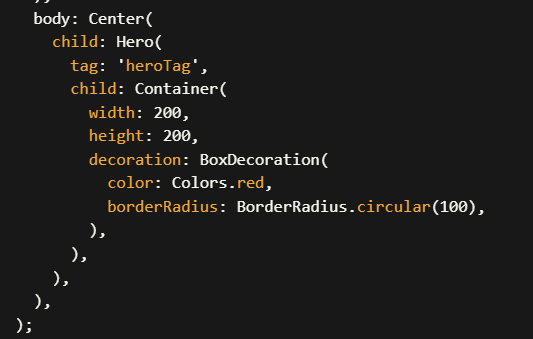 body: Center(
child: Hero(
tag: 'heroTag',
child: Container(
width: 200,
height: 200,
decoration: BoxDecoration(
color: Colors.red,
borderRadius: BorderRadius.circular(100),
),
),
),
),
);